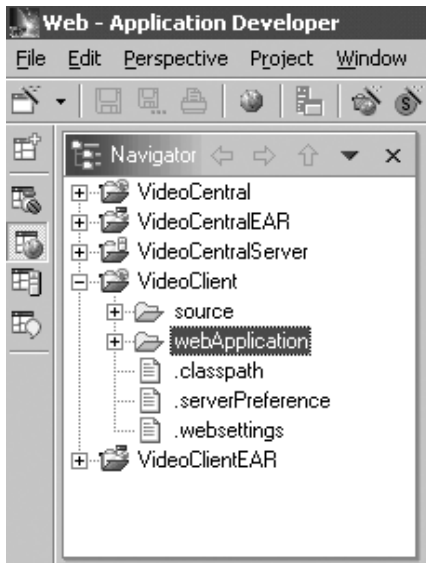 Web - Application Developer
File Edit Perspective Project Window
Navigator
VideoCentral
VideoCentralEAR
VideoCentralServer
VideoClient
source
webApplication
.classpath
.serverPreference
.websettings
VideoClientEAR